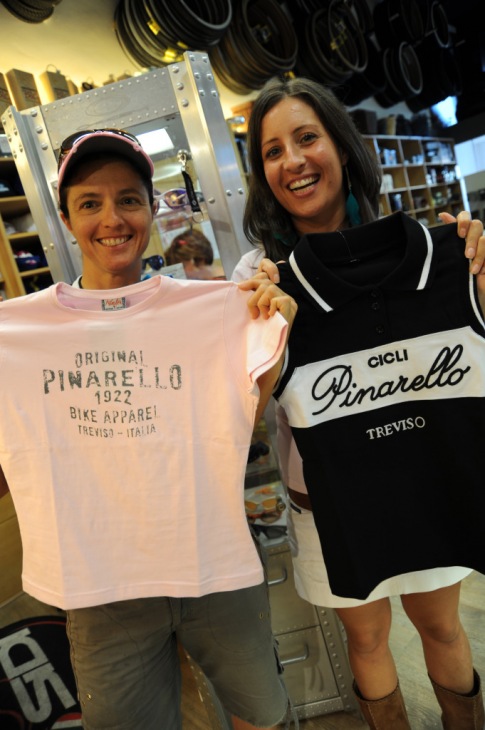 ORIGINAL
PINARELLO
1922
BIKE APPAREL
TREVISO - ITALIA
CICLI
Pinarello
TREVISO